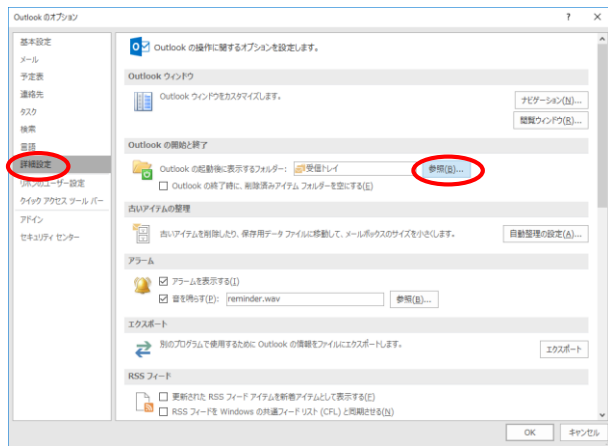 Outlook のオプション
? ×
基本設定
メール
予定表
連絡先
タスク
検索
言語
詳細設定
リボンのユーザー設定
クイック アクセス ツール バー
アドイン
セキュリティ センター
Outlook の操作に関するオプションを設定します。
Outlook ウィンドウ
Outlook ウィンドウをカスタマイズします。
ナビゲーション(N)...
閲覧ウィンドウ(R)...
Outlook の開始と終了
Outlook の起動後に表示するフォルダー: 受信トレイ 参照(B)...
Outlook の終了時に、削除済みアイテム フォルダーを空にする(E)
古いアイテムの整理
古いアイテムを削除したり、保存用データ ファイルに移動して、メールボックスのサイズを小さくします。 自動整理の設定(A)...
アラーム
アラームを表示する(I)
音を鳴らす(P): reminder.wav 参照(B)...
エクスポート
別のプログラムで使用するために Outlook の情報をファイルにエクスポートします。 エクスポート
RSS フィード
更新された RSS フィード アイテムを新着アイテムとして表示する(F)
RSS フィードを Windows の共通フィード リスト (CFL) と同期させる(N)
OK キャンセル